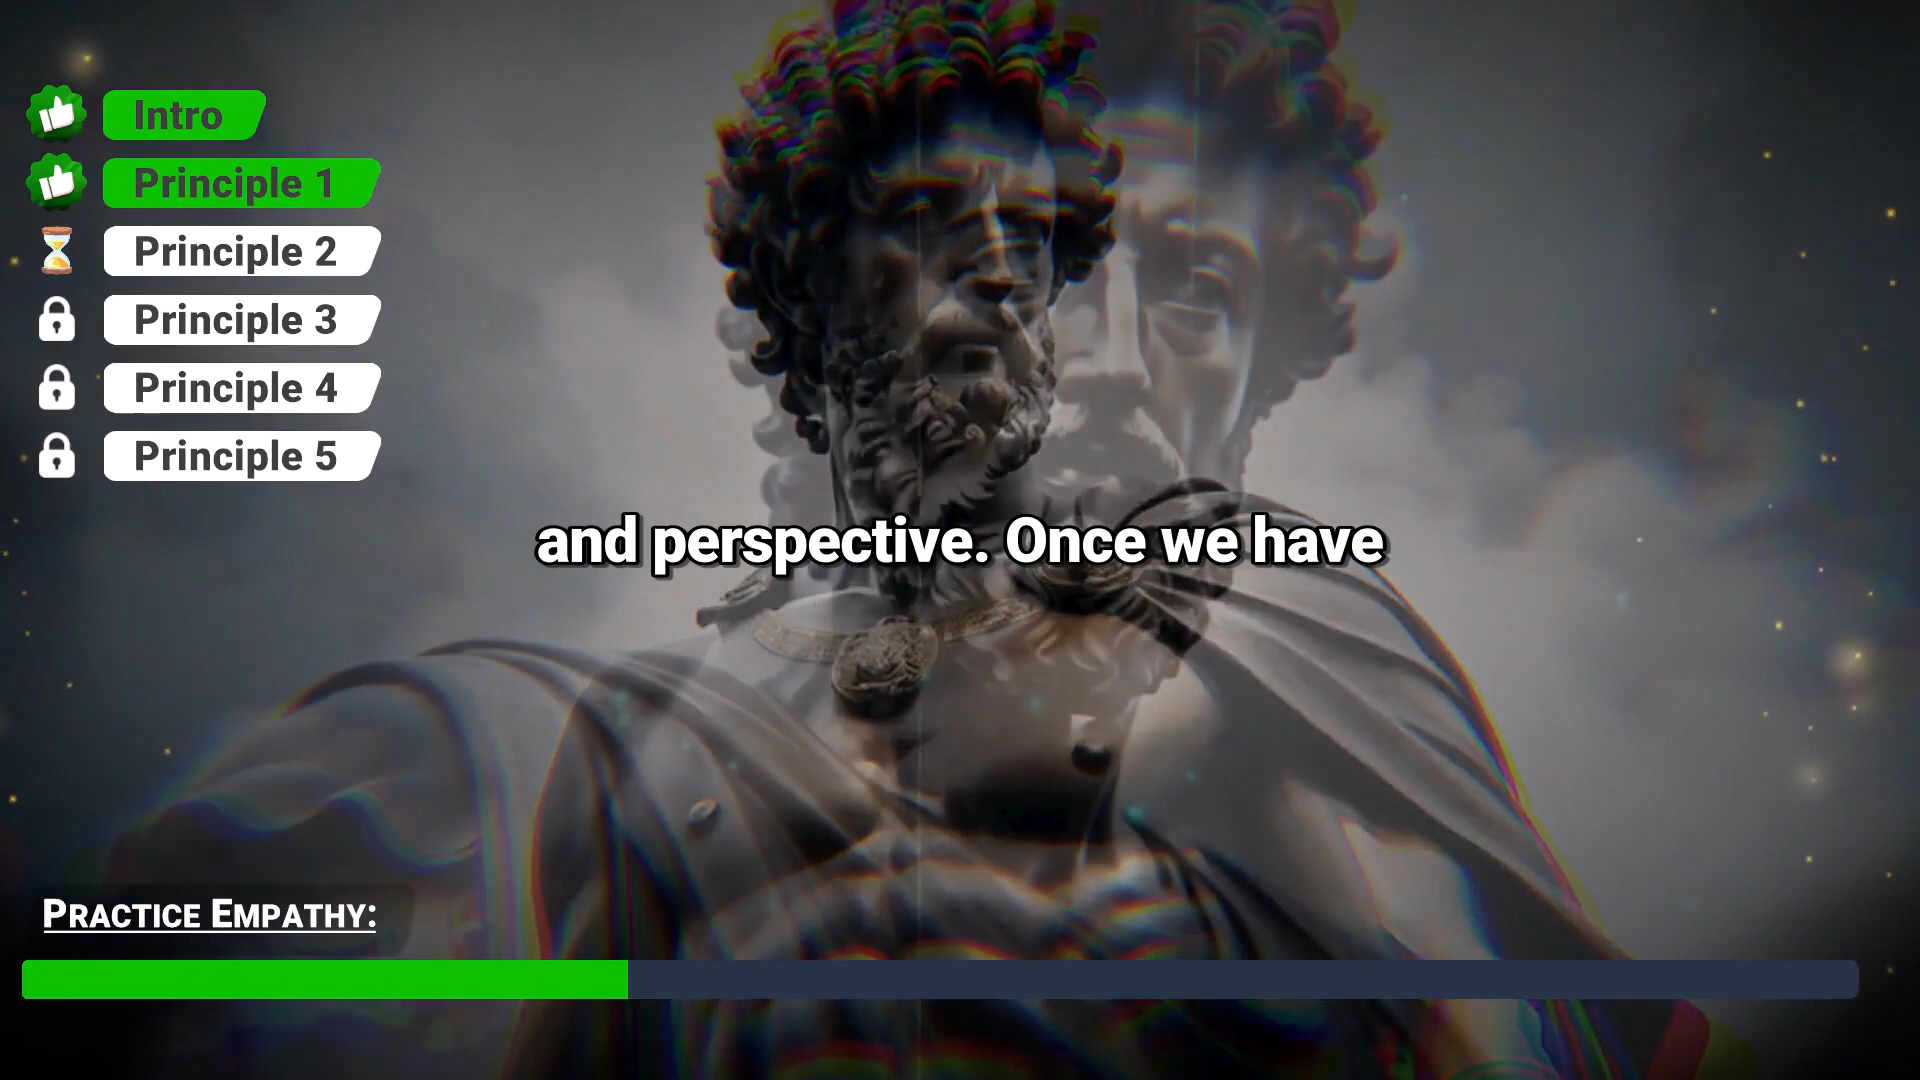 Intro
Principle 1
Principle 2
Principle 3
Principle 4
Principle 5
and perspective. Once we have
PRACTICE EMPATHY: